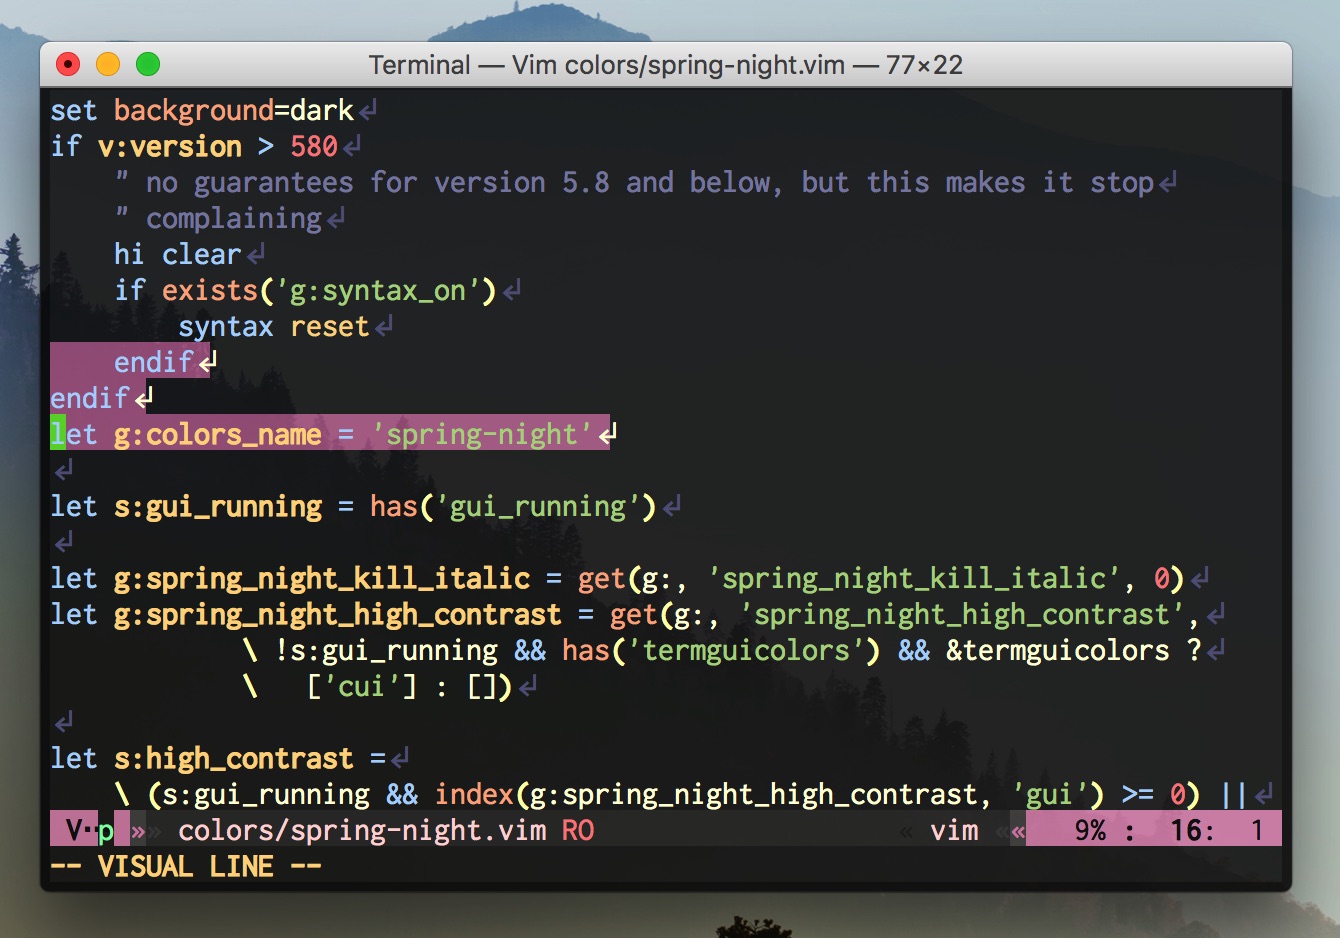 Terminal — Vim colors/spring-night.vim — 77×22
set background=dark↲
if v:version > 580↲
    " no guarantees for version 5.8 and below, but this makes it stop↲
    " complaining↲
    hi clear↲
    if exists('g:syntax_on')↲
        syntax reset↲
    endif↲
endif↲
let g:colors_name = 'spring-night'↲
↲
let s:gui_running = has('gui_running')↲
↲
let g:spring_night_kill_italic = get(g:, 'spring_night_kill_italic', 0)↲
let g:spring_night_high_contrast = get(g:, 'spring_night_high_contrast',↲
            \ !s:gui_running && has('termguicolors') && &termguicolors ?↲
            \   ['cui'] : [])↲
↲
let s:high_contrast =↲
    \ (s:gui_running && index(g:spring_night_high_contrast, 'gui') >= 0) ||↲
V··p »» colors/spring-night.vim RO « vim «« 9% : 16: 1
-- VISUAL LINE --